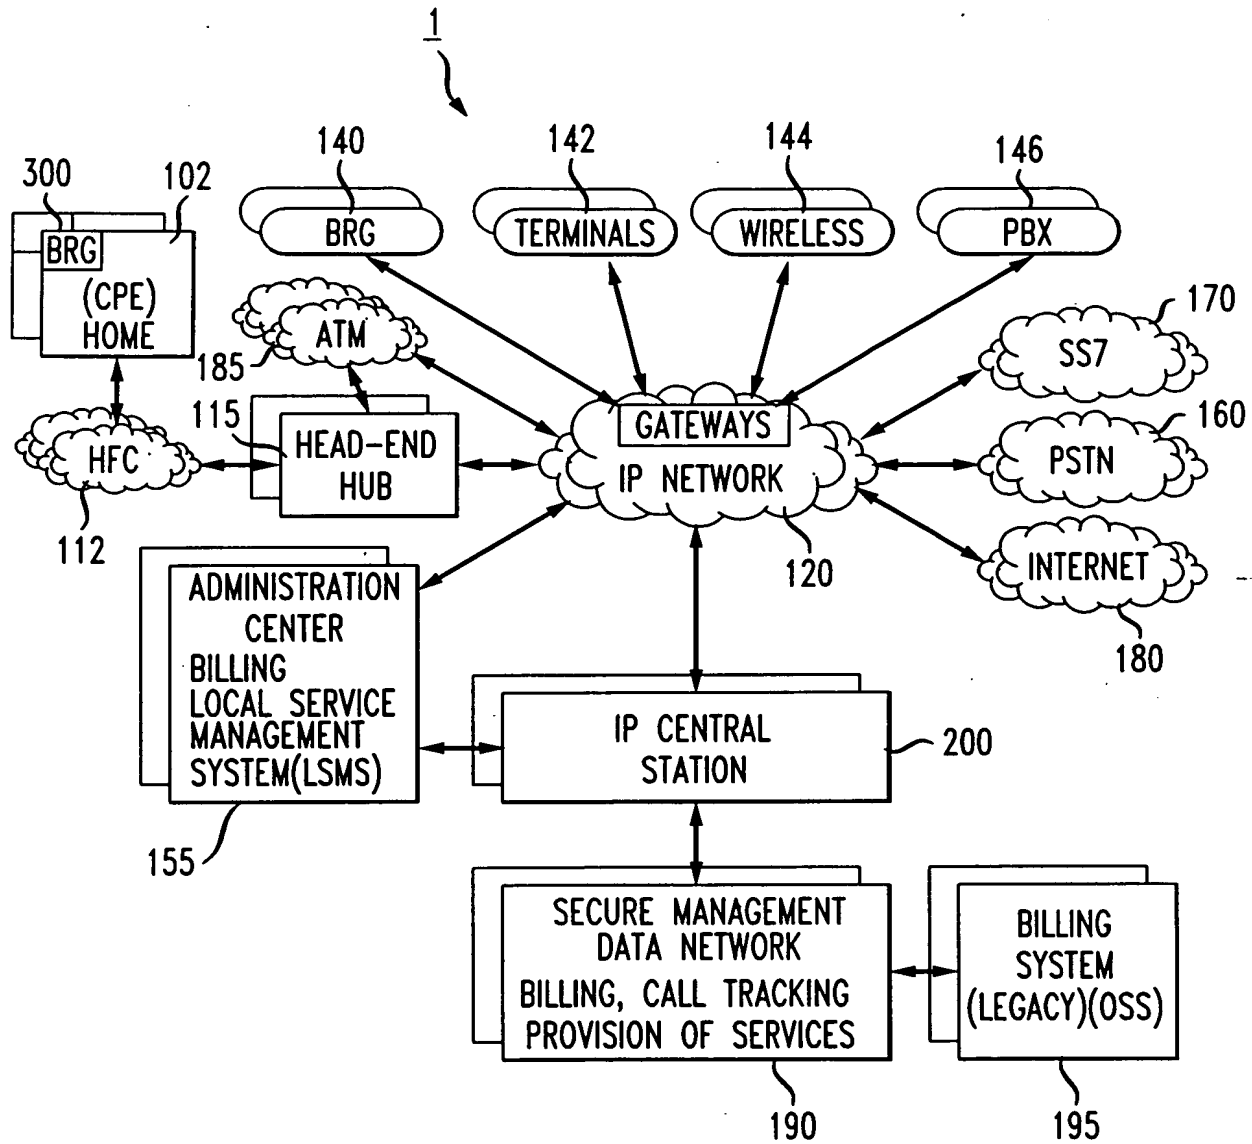 1
140
142
144
146
300
102
BRG
TERMINALS
WIRELESS
PBX
BRG
(CPE)
HOME
ATM
185
170
SS7
115
HEAD-END
HUB
GATEWAYS
IP NETWORK
160
PSTN
HFC
112
120
INTERNET
180
ADMINISTRATION
CENTER
BILLING
LOCAL SERVICE
MANAGEMENT
SYSTEM(LSMS)
155
IP CENTRAL
STATION
200
SECURE MANAGEMENT
DATA NETWORK
BILLING, CALL TRACKING
PROVISION OF SERVICES
190
BILLING
SYSTEM
(LEGACY)(OSS)
195